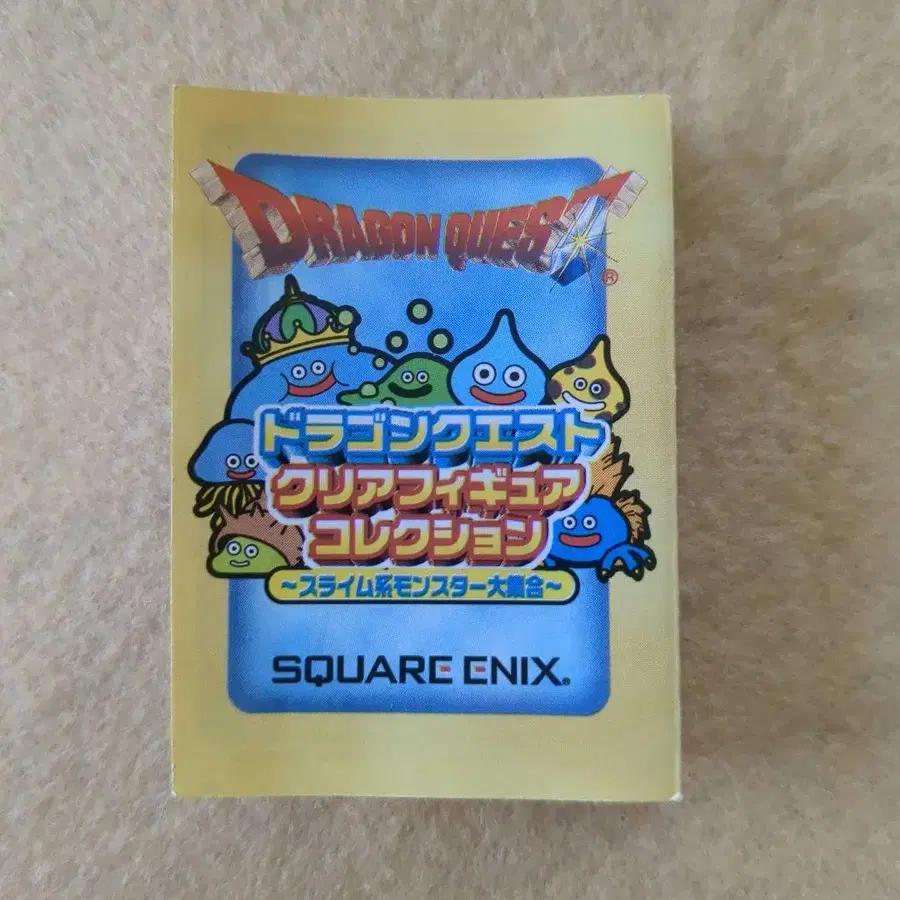 DRAGON QUEST
®
ドラゴンクエスト
クリアフィギュア
コレクション
～スライム系モンスター大集合～
SQUARE ENIX®